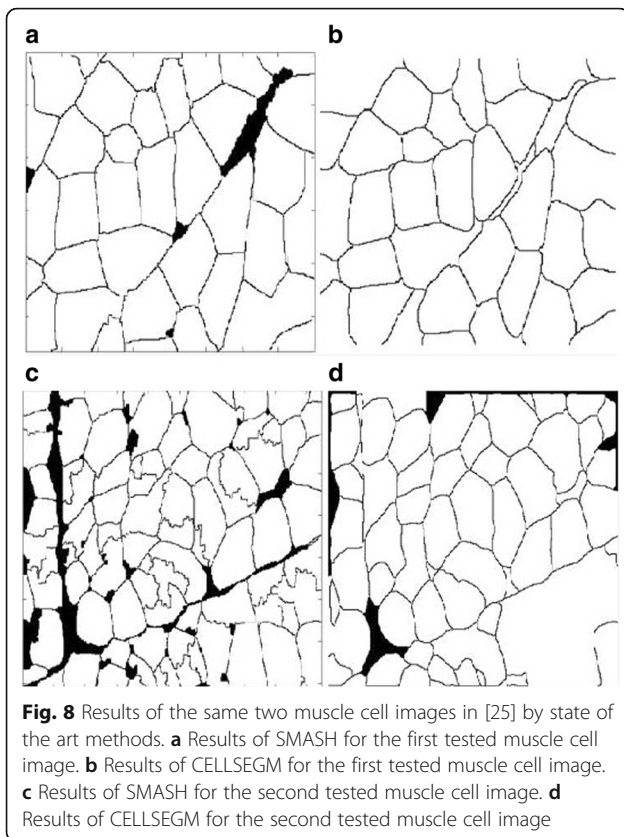 a
b
c
d
Fig. 8 Results of the same two muscle cell images in [25] by state of
the art methods. a Results of SMASH for the first tested muscle cell
image. b Results of CELLSEGM for the first tested muscle cell image.
c Results of SMASH for the second tested muscle cell image. d
Results of CELLSEGM for the second tested muscle cell image